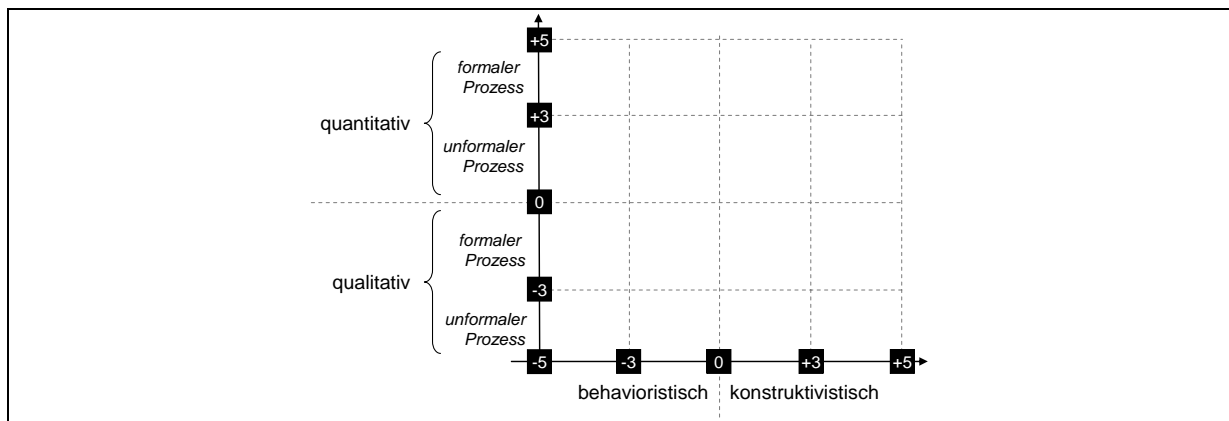 +5
formaler
Prozess
+3
quantitativ
unformaler
Prozess
0
formaler
Prozess
qualitativ
-3
unformaler
Prozess
-5 -3 0 +3 +5
behavioristisch konstruktivistisch